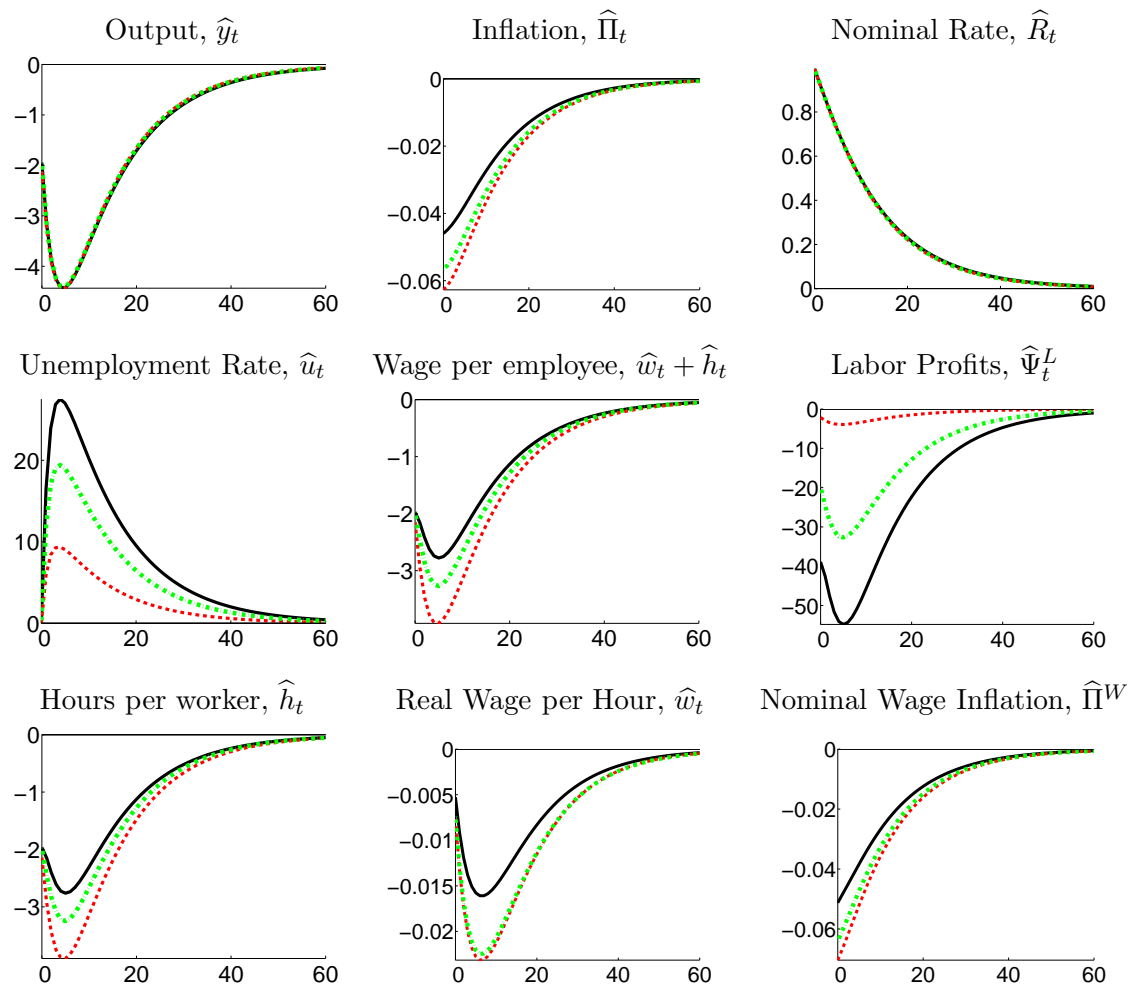 Output, ŷ_t
Inflation, Π̂_t
Nominal Rate, R̂_t
0
−1
−2
−3
−4
0 20 40 60
0
−0.02
−0.04
−0.06
0 20 40 60
0.8
0.6
0.4
0.2
0
0 20 40 60
Unemployment Rate, û_t
Wage per employee, ŵ_t + ĥ_t
Labor Profits, Ψ̂_t^L
20
10
0
0 20 40 60
0
−1
−2
−3
0 20 40 60
0
−10
−20
−30
−40
−50
0 20 40 60
Hours per worker, ĥ_t
Real Wage per Hour, ŵ_t
Nominal Wage Inflation, Π̂^W
0
−1
−2
−3
0 20 40 60
0
−0.005
−0.01
−0.015
−0.02
0 20 40 60
0
−0.02
−0.04
−0.06
0 20 40 60